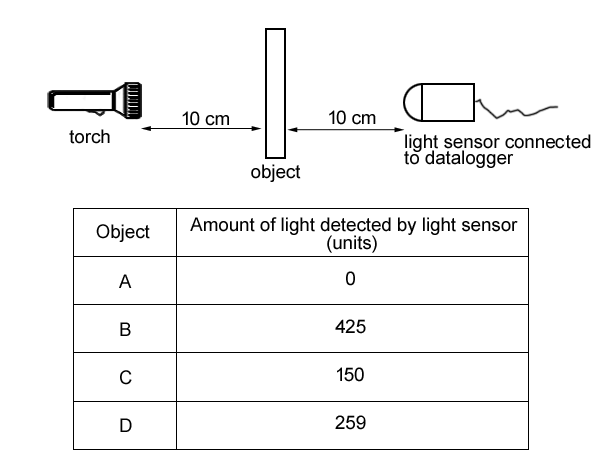 10 cm
10 cm
torch
light sensor connected
to datalogger
object
Object
Amount of light detected by light sensor
(units)
A
0
B
425
C
150
D
259